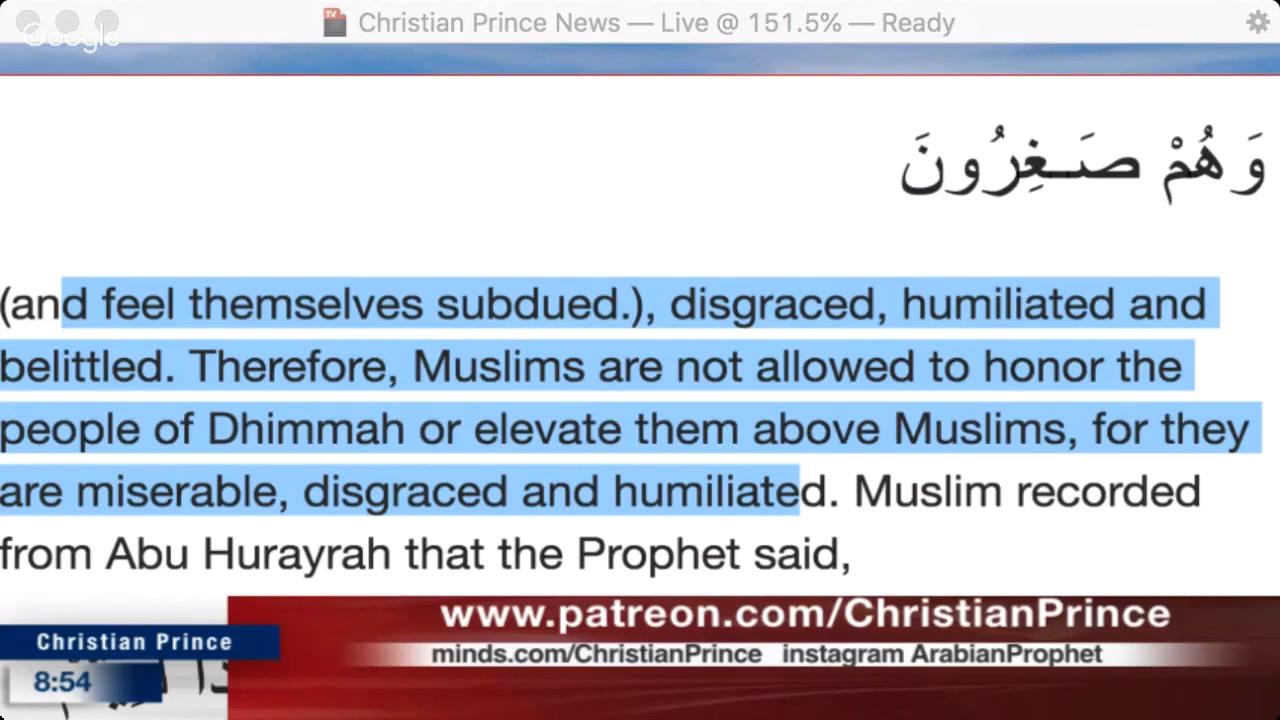 Christian Prince News — Live @ 151.5% — Ready
Google
وَهُمْ صَـغِرُونَ
(and feel themselves subdued.), disgraced, humiliated and
belittled. Therefore, Muslims are not allowed to honor the
people of Dhimmah or elevate them above Muslims, for they
are miserable, disgraced and humiliated. Muslim recorded
from Abu Hurayrah that the Prophet said,
www.patreon.com/ChristianPrince
Christian Prince
minds.com/ChristianPrince instagram ArabianProphet
8:54